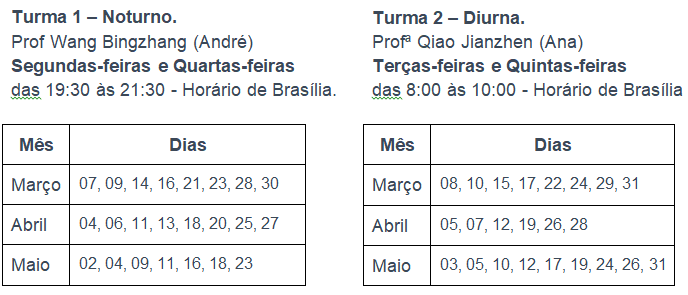 Turma 1 – Noturno.
Prof Wang Bingzhang (André)
Segundas-feiras e Quartas-feiras
das 19:30 às 21:30 - Horário de Brasília.
Mês Dias
Março 07, 09, 14, 16, 21, 23, 28, 30
Abril 04, 06, 11, 13, 18, 20, 25, 27
Maio 02, 04, 09, 11, 16, 18, 23
Turma 2 – Diurna.
Profª Qiao Jianzhen (Ana)
Terças-feiras e Quintas-feiras
das 8:00 às 10:00 - Horário de Brasília
Mês Dias
Março 08, 10, 15, 17, 22, 24, 29, 31
Abril 05, 07, 12, 19, 26, 28
Maio 03, 05, 10, 12, 17, 19, 24, 26, 31